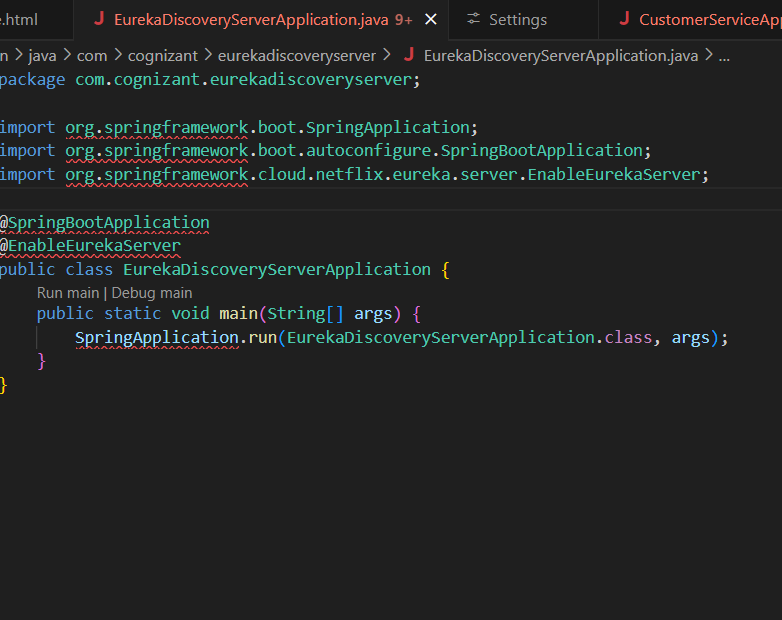 e.html J EurekaDiscoveryServerApplication.java 9+ Settings J CustomerServiceApp
n > java > com > cognizant > eurekadiscoveryserver > J EurekaDiscoveryServerApplication.java > ...
package com.cognizant.eurekadiscoveryserver;
import org.springframework.boot.SpringApplication;
import org.springframework.boot.autoconfigure.SpringBootApplication;
import org.springframework.cloud.netflix.eureka.server.EnableEurekaServer;
@SpringBootApplication
@EnableEurekaServer
public class EurekaDiscoveryServerApplication {
Run main | Debug main
public static void main(String[] args) {
SpringApplication.run(EurekaDiscoveryServerApplication.class, args);
}
}